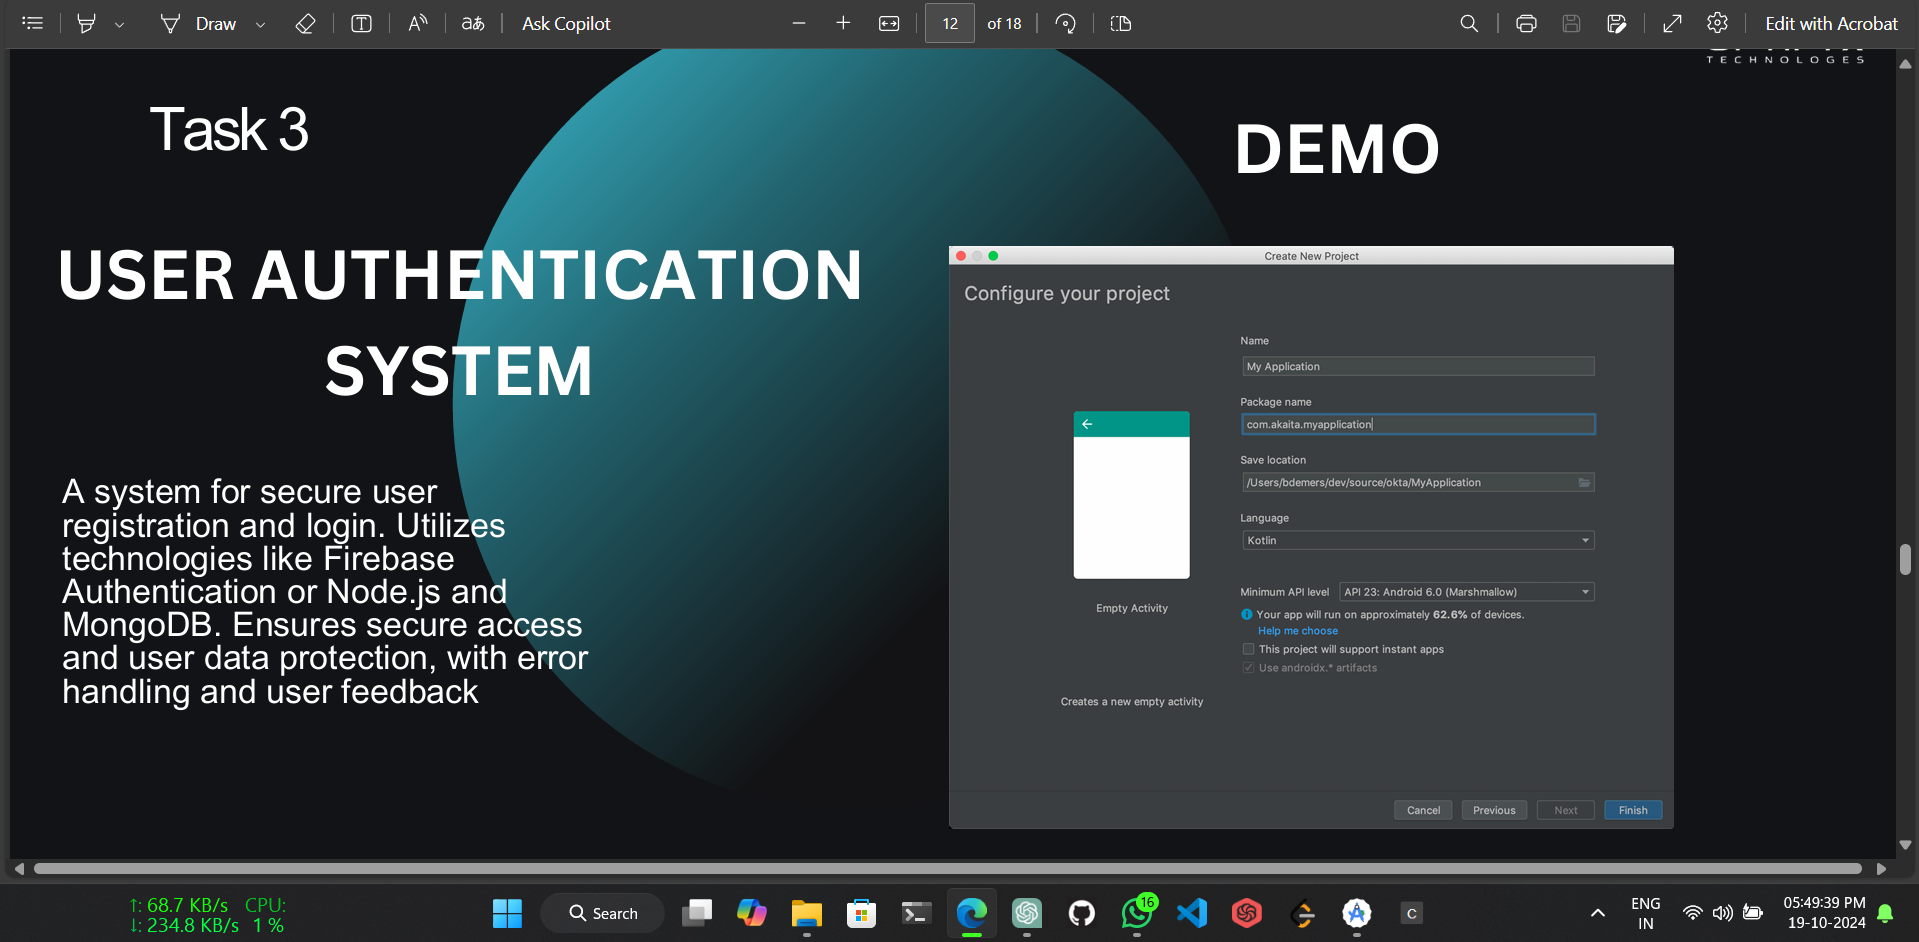 Draw
Ask Copilot
12 of 18
Edit with Acrobat
TECHNOLOGES
Task 3
DEMO
USER AUTHENTICATION
SYSTEM
A system for secure user
registration and login. Utilizes
technologies like Firebase
Authentication or Node.js and
MongoDB. Ensures secure access
and user data protection, with error
handling and user feedback
Create New Project
Configure your project
Name
My Application
Package name
com.akaita.myapplication
Save location
/Users/bdemers/dev/source/okta/MyApplication
Language
Kotlin
Minimum API level API 23: Android 6.0 (Marshmallow)
Your app will run on approximately 62.6% of devices.
Help me choose
This project will support instant apps
Use androidx.* artifacts
Empty Activity
Creates a new empty activity
Cancel Previous Next Finish
↑: 68.7 KB/s CPU:
↓: 234.8 KB/s 1 %
Search
16
C
ENG
IN
05:49:39 PM
19-10-2024